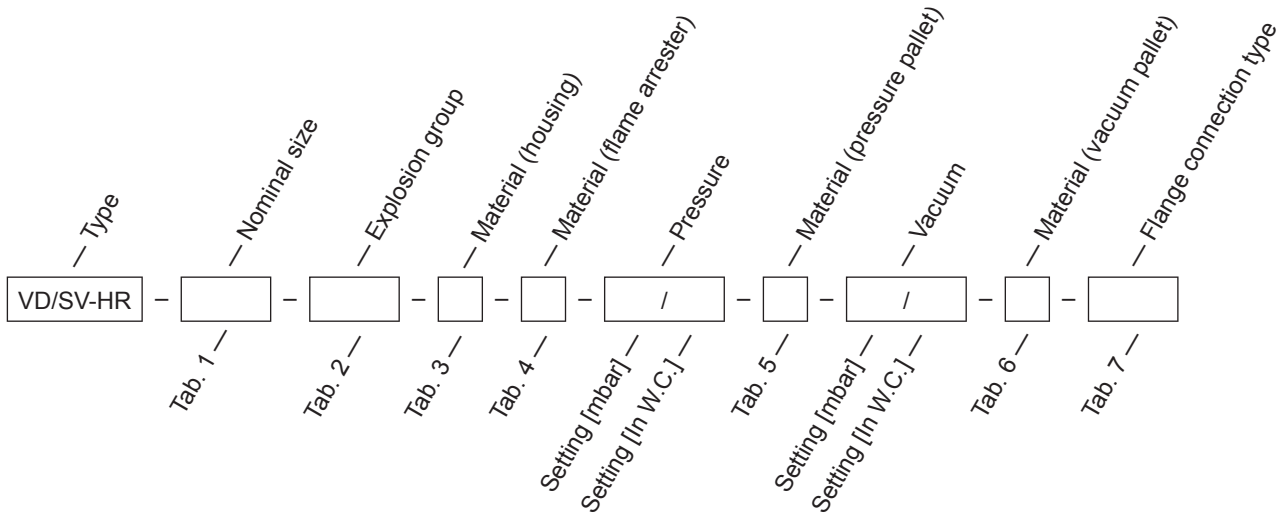 Type
Nominal size
Explosion group
Material (housing)
Material (flame arrester)
Pressure
Material (pressure pallet)
Vacuum
Material (vacuum pallet)
Flange connection type
VD/SV-HR – – – – – / – – / – –
Tab. 1
Tab. 2
Tab. 3
Tab. 4
Setting [mbar]
Setting [In W.C.]
Tab. 5
Setting [mbar]
Setting [In W.C.]
Tab. 6
Tab. 7